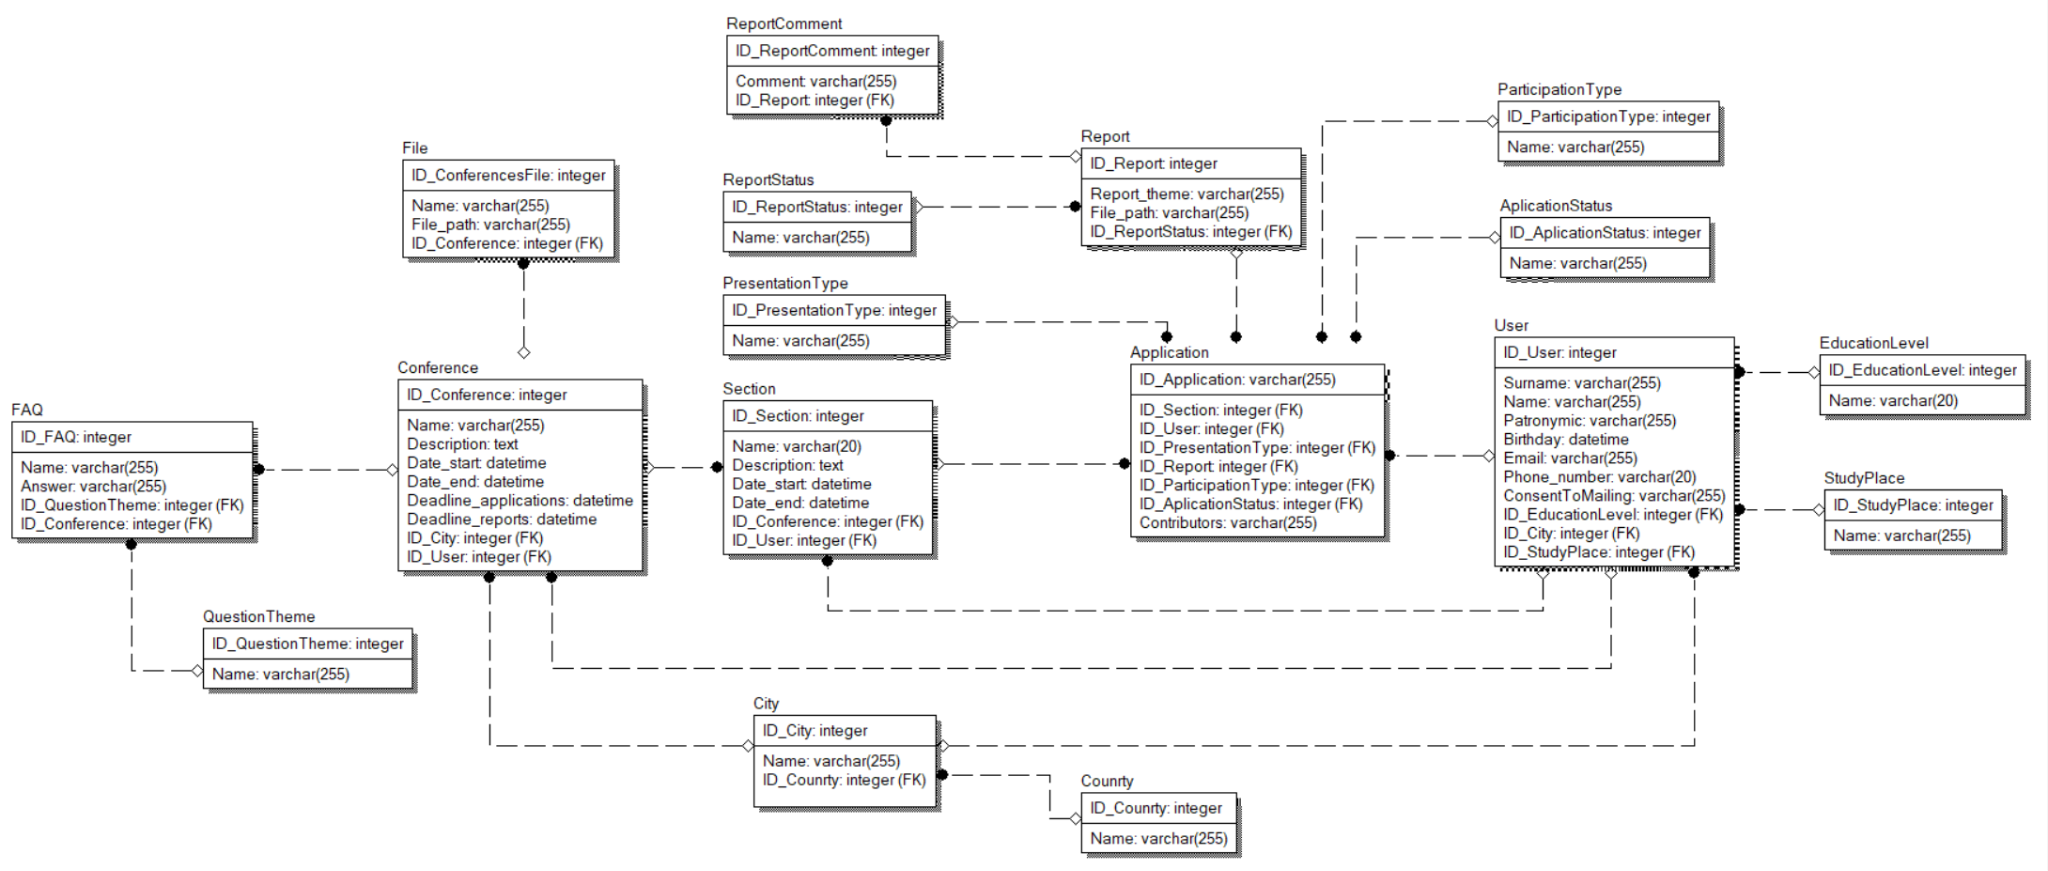 ReportComment
ID_ReportComment: integer
Comment: varchar(255)
ID_Report: integer (FK)
ParticipationType
ID_ParticipationType: integer
Name: varchar(255)
File
ID_ConferencesFile: integer
Name: varchar(255)
File_path: varchar(255)
ID_Conference: integer (FK)
Report
ID_Report: integer
Report_theme: varchar(255)
File_path: varchar(255)
ID_ReportStatus: integer (FK)
ReportStatus
ID_ReportStatus: integer
Name: varchar(255)
AplicationStatus
ID_AplicationStatus: integer
Name: varchar(255)
PresentationType
ID_PresentationType: integer
Name: varchar(255)
User
ID_User: integer
Surname: varchar(255)
Name: varchar(255)
Patronymic: varchar(255)
Birthday: datetime
Email: varchar(255)
Phone_number: varchar(20)
ConsentToMailing: varchar(255)
ID_EducationLevel: integer (FK)
ID_City: integer (FK)
ID_StudyPlace: integer (FK)
EducationLevel
ID_EducationLevel: integer
Name: varchar(20)
Application
ID_Application: varchar(255)
ID_Section: integer (FK)
ID_User: integer (FK)
ID_PresentationType: integer (FK)
ID_Report: integer (FK)
ID_ParticipationType: integer (FK)
ID_AplicationStatus: integer (FK)
Contributors: varchar(255)
Conference
ID_Conference: integer
Name: varchar(255)
Description: text
Date_start: datetime
Date_end: datetime
Deadline_applications: datetime
Deadline_reports: datetime
ID_City: integer (FK)
ID_User: integer (FK)
Section
ID_Section: integer
Name: varchar(20)
Description: text
Date_start: datetime
Date_end: datetime
ID_Conference: integer (FK)
ID_User: integer (FK)
FAQ
ID_FAQ: integer
Name: varchar(255)
Answer: varchar(255)
ID_QuestionTheme: integer (FK)
ID_Conference: integer (FK)
StudyPlace
ID_StudyPlace: integer
Name: varchar(255)
QuestionTheme
ID_QuestionTheme: integer
Name: varchar(255)
City
ID_City: integer
Name: varchar(255)
ID_Counrty: integer (FK)
Counrty
ID_Counrty: integer
Name: varchar(255)